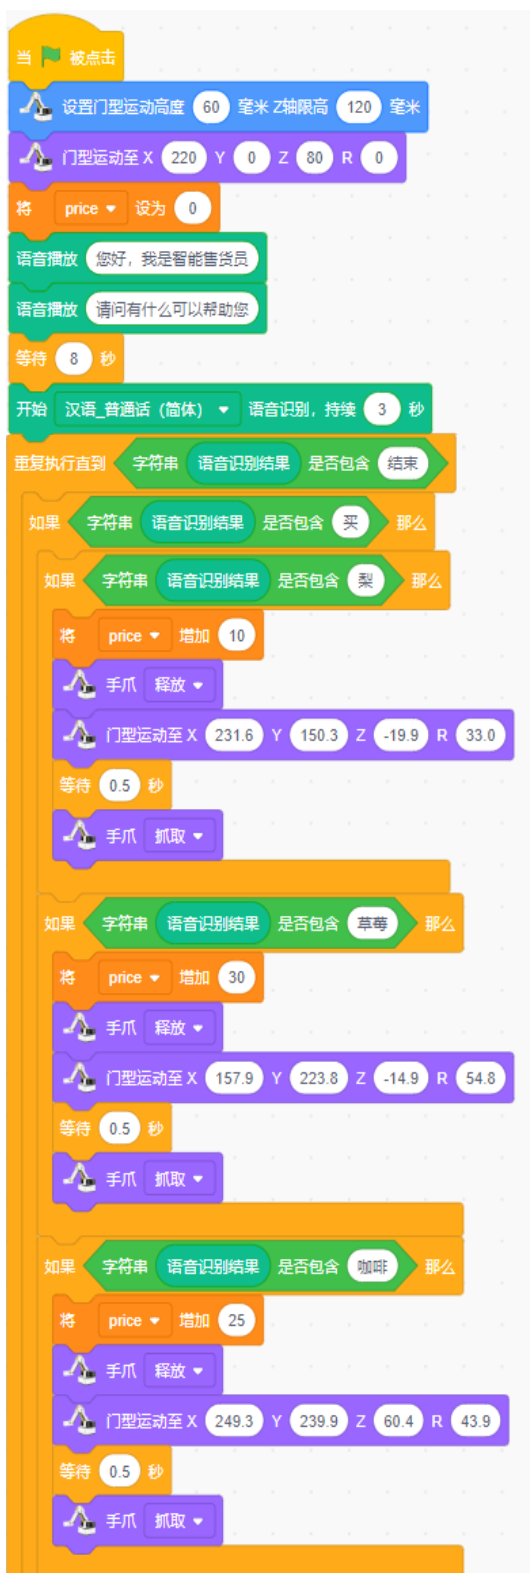 当 被点击
设置门型运动高度 60 毫米 Z轴限高 120 毫米
门型运动至 X 220 Y 0 Z 80 R 0
将 price 设为 0
语音播放 您好，我是智能售货员
语音播放 请问有什么可以帮助您
等待 8 秒
开始 汉语_普通话（简体） 语音识别，持续 3 秒
重复执行直到 字符串 语音识别结果 是否包含 结束
如果 字符串 语音识别结果 是否包含 买 那么
如果 字符串 语音识别结果 是否包含 梨 那么
将 price 增加 10
手爪 释放
门型运动至 X 231.6 Y 150.3 Z -19.9 R 33.0
等待 0.5 秒
手爪 抓取
如果 字符串 语音识别结果 是否包含 草莓 那么
将 price 增加 30
手爪 释放
门型运动至 X 157.9 Y 223.8 Z -14.9 R 54.8
等待 0.5 秒
手爪 抓取
如果 字符串 语音识别结果 是否包含 咖啡 那么
将 price 增加 25
手爪 释放
门型运动至 X 249.3 Y 239.9 Z 60.4 R 43.9
等待 0.5 秒
手爪 抓取